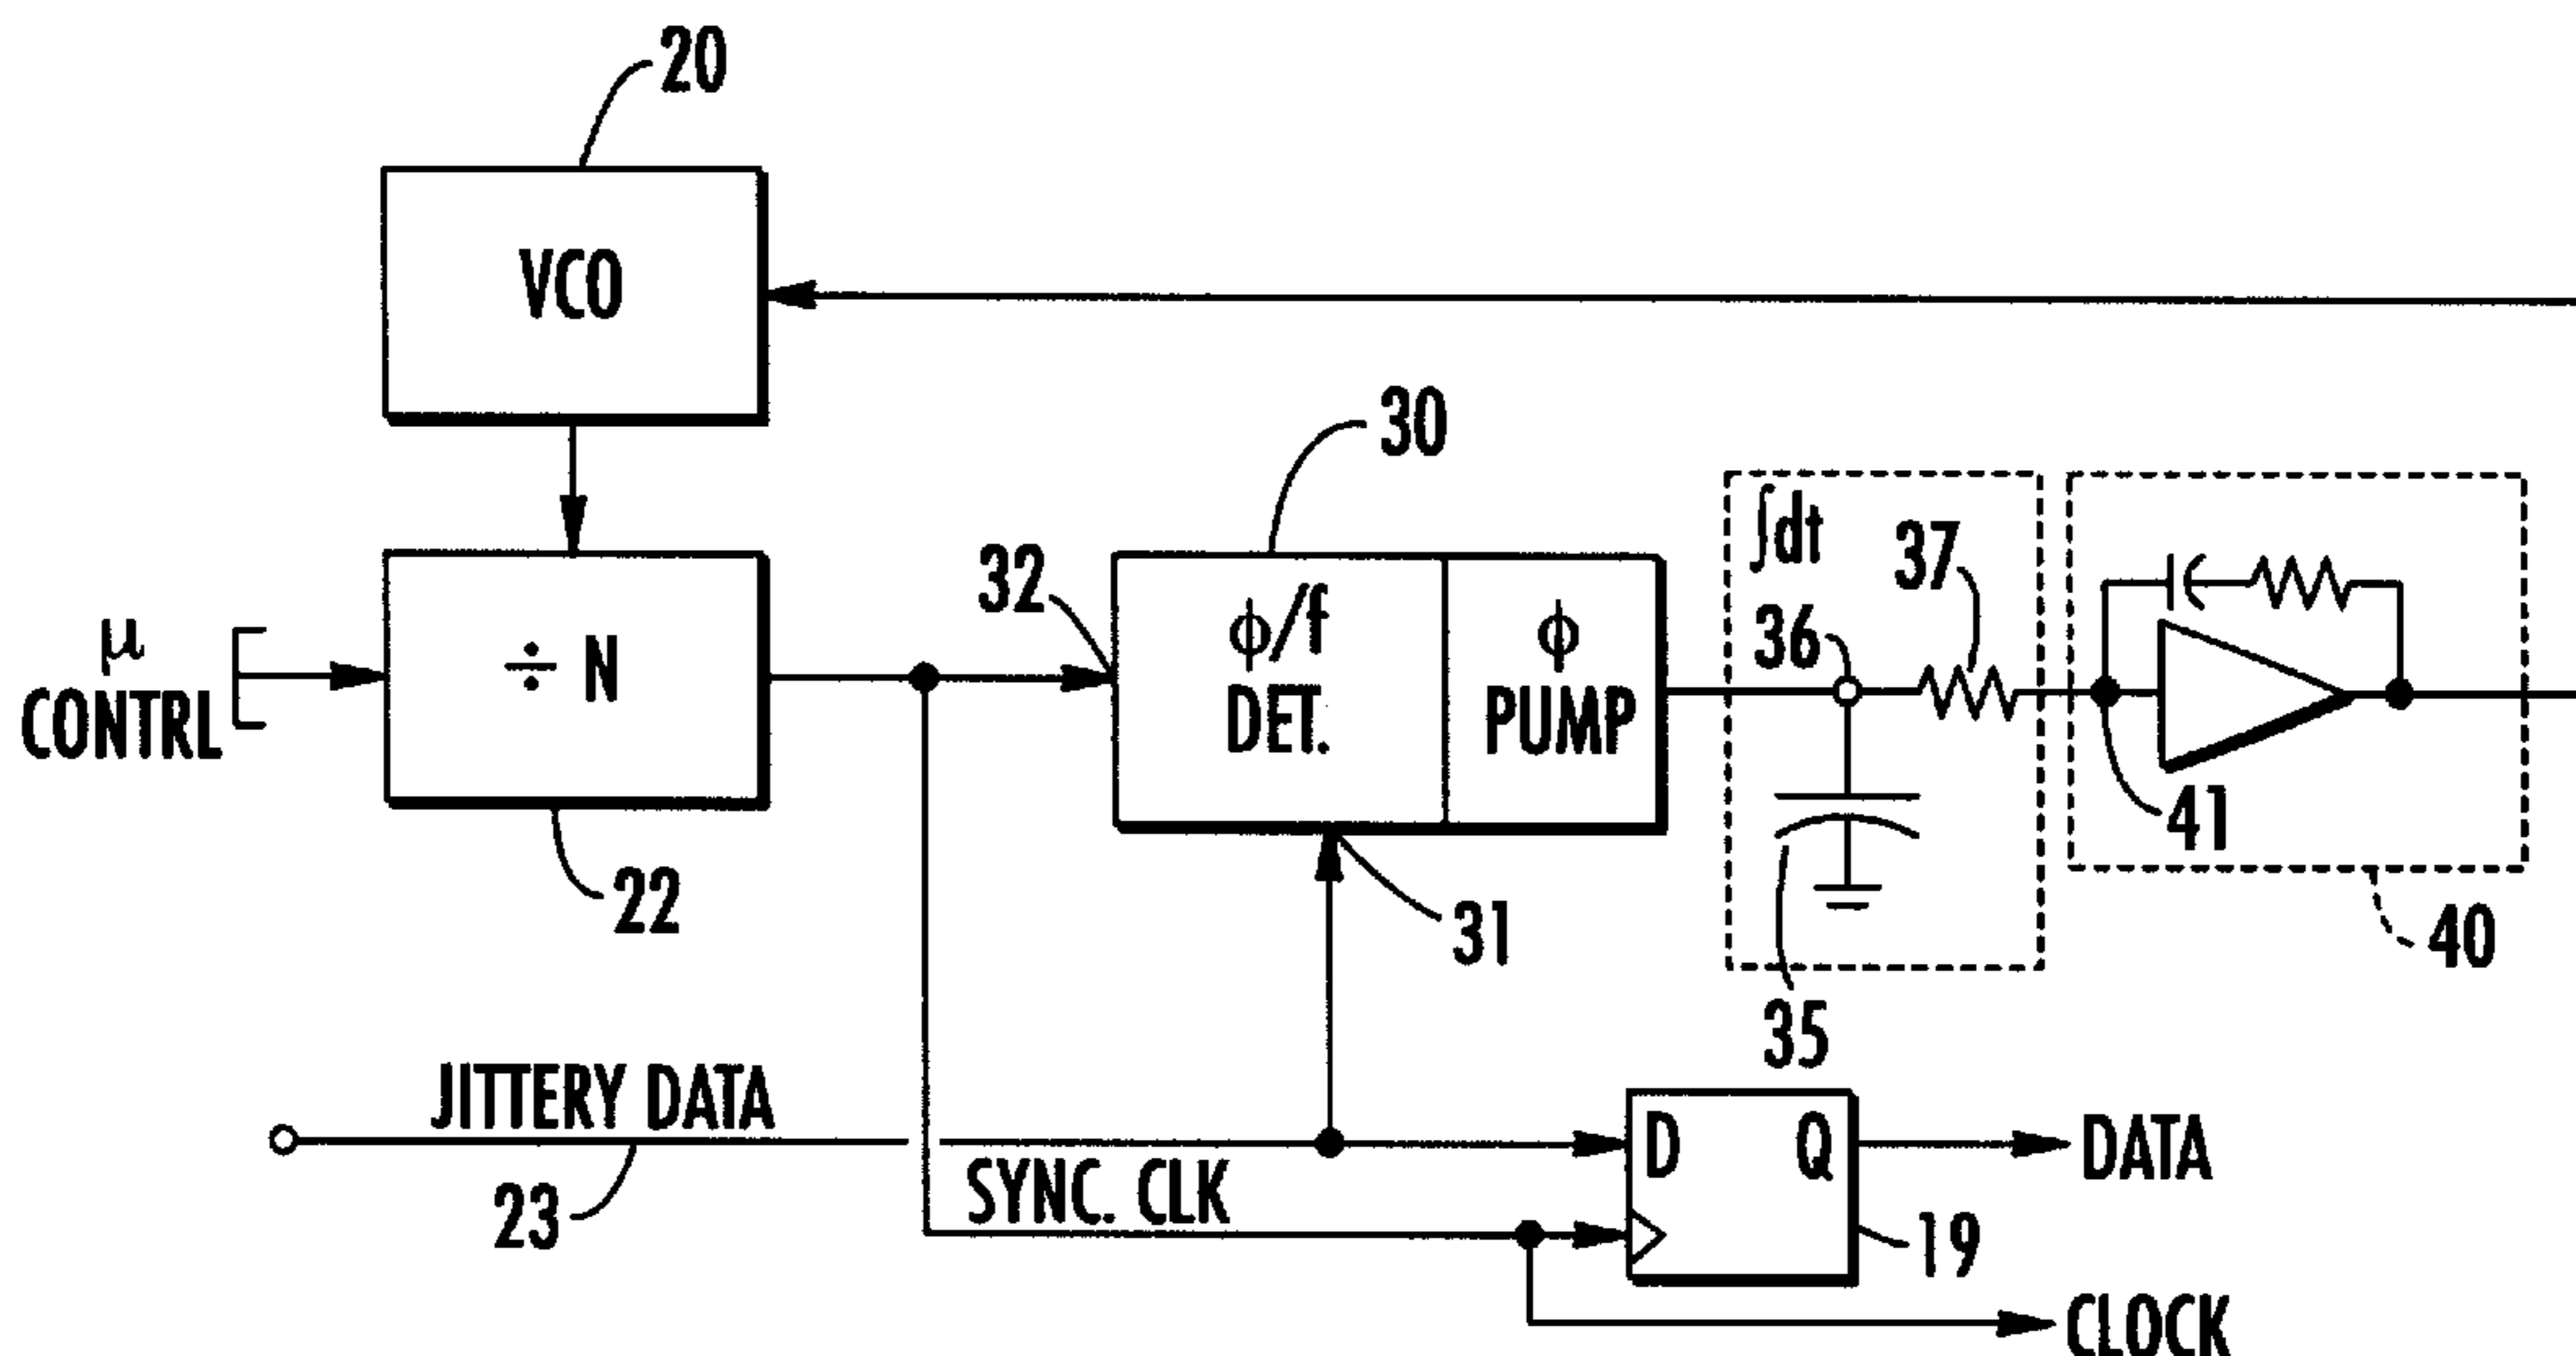 20
VCO
30
∫dt
37
32
ϕ/f
DET.
ϕ
PUMP
36
μ
CONTRL
÷ N
41
22
31
40
35
JITTERY DATA
D
Q
DATA
23
SYNC. CLK
19
CLOCK